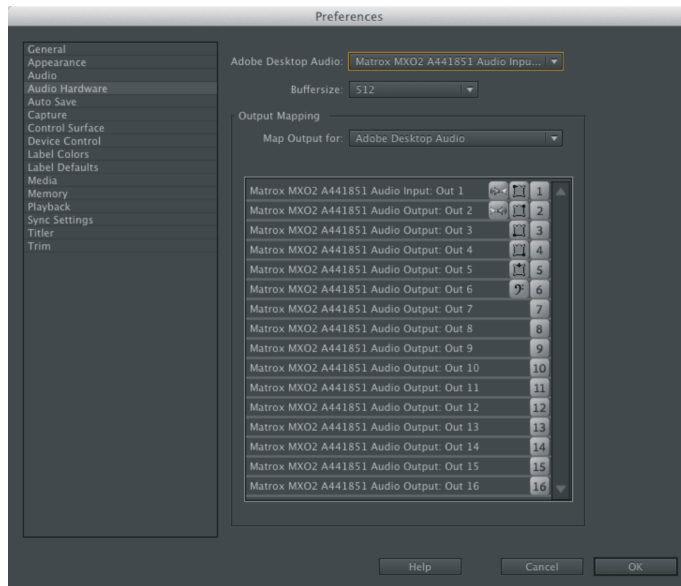 Preferences
General
Appearance
Audio
Audio Hardware
Auto Save
Capture
Control Surface
Device Control
Label Colors
Label Defaults
Media
Memory
Playback
Sync Settings
Titler
Trim
Adobe Desktop Audio: Matrox MXO2 A441851 Audio Inpu...
Buffersize: 512
Output Mapping
Map Output for: Adobe Desktop Audio
Matrox MXO2 A441851 Audio Input: Out 1 1
Matrox MXO2 A441851 Audio Output: Out 2 2
Matrox MXO2 A441851 Audio Output: Out 3 3
Matrox MXO2 A441851 Audio Output: Out 4 4
Matrox MXO2 A441851 Audio Output: Out 5 5
Matrox MXO2 A441851 Audio Output: Out 6 6
Matrox MXO2 A441851 Audio Output: Out 7 7
Matrox MXO2 A441851 Audio Output: Out 8 8
Matrox MXO2 A441851 Audio Output: Out 9 9
Matrox MXO2 A441851 Audio Output: Out 10 10
Matrox MXO2 A441851 Audio Output: Out 11 11
Matrox MXO2 A441851 Audio Output: Out 12 12
Matrox MXO2 A441851 Audio Output: Out 13 13
Matrox MXO2 A441851 Audio Output: Out 14 14
Matrox MXO2 A441851 Audio Output: Out 15 15
Matrox MXO2 A441851 Audio Output: Out 16 16
Help Cancel OK